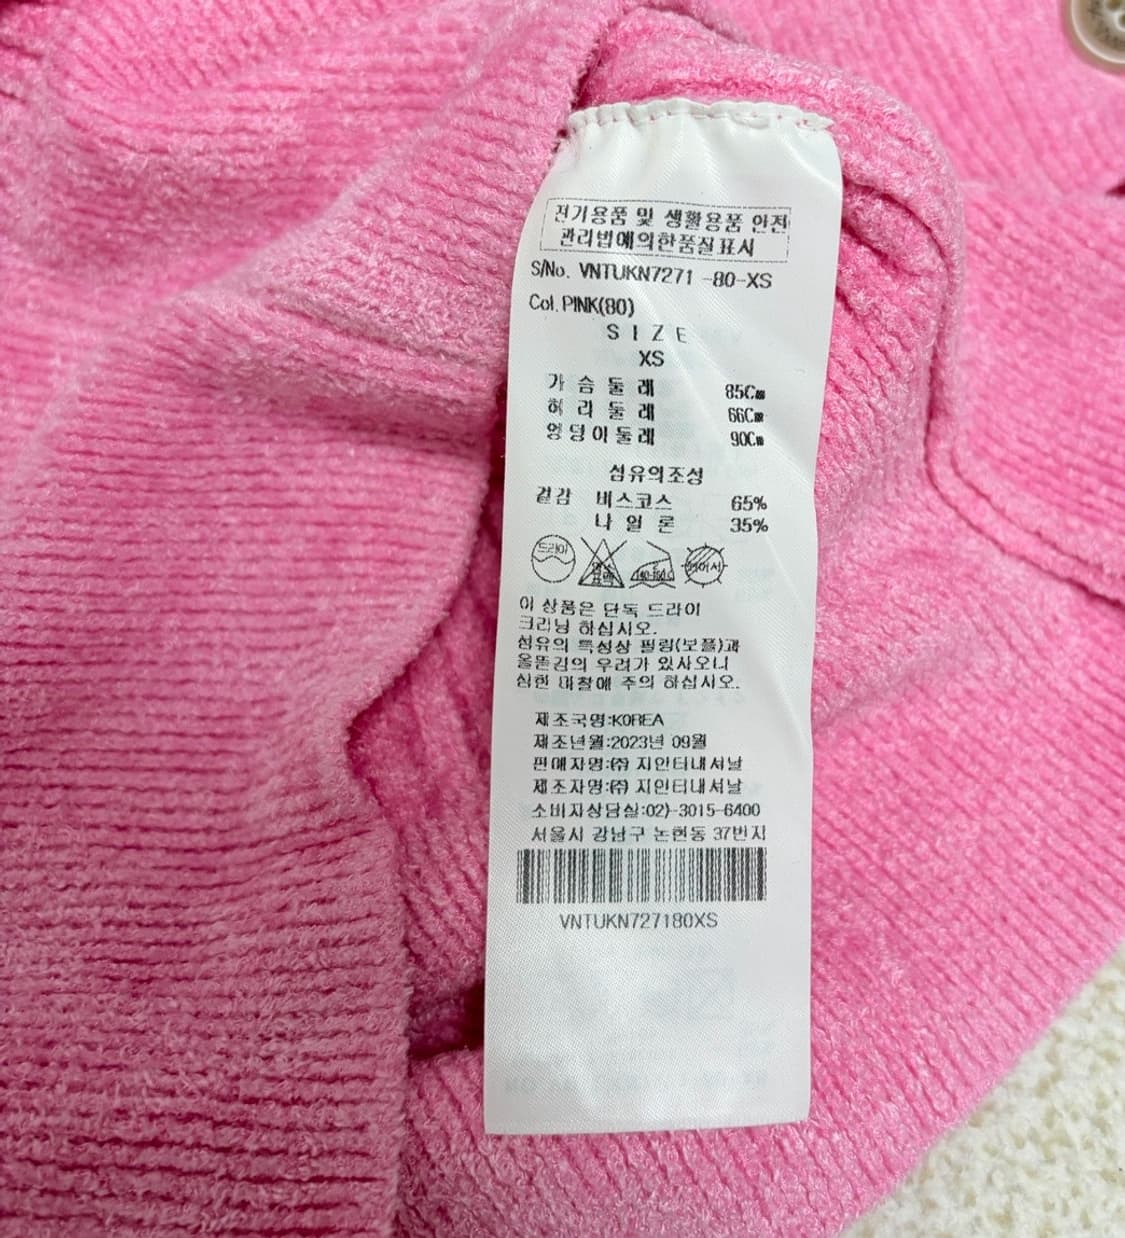 전기용품 및 생활용품 안전
관리법에의한품질표시
S/No. VNTUKN7271 -80-XS
Col. PINK(80)
SIZE
XS
가슴둘레 85Cm
허리둘레 66Cm
엉덩이둘레 90Cm
섬유의조성
겉감 비스코스 65%
나일론 35%
드라이 염소표백 140-160℃
이 상품은 단독 드라이
크리닝 하십시오.
섬유의 특성상 필링(보풀)과
올뜯김의 우려가 있사오니
심한 마찰에 주의 하십시오.
제조국명:KOREA
제조년월:2023년 09월
판매자명:㈜ 지인터내셔날
제조자명:㈜ 지인터내셔날
소비자상담실:02)-3015-6400
서울시 강남구 논현동 37번지
VNTUKN727180XS